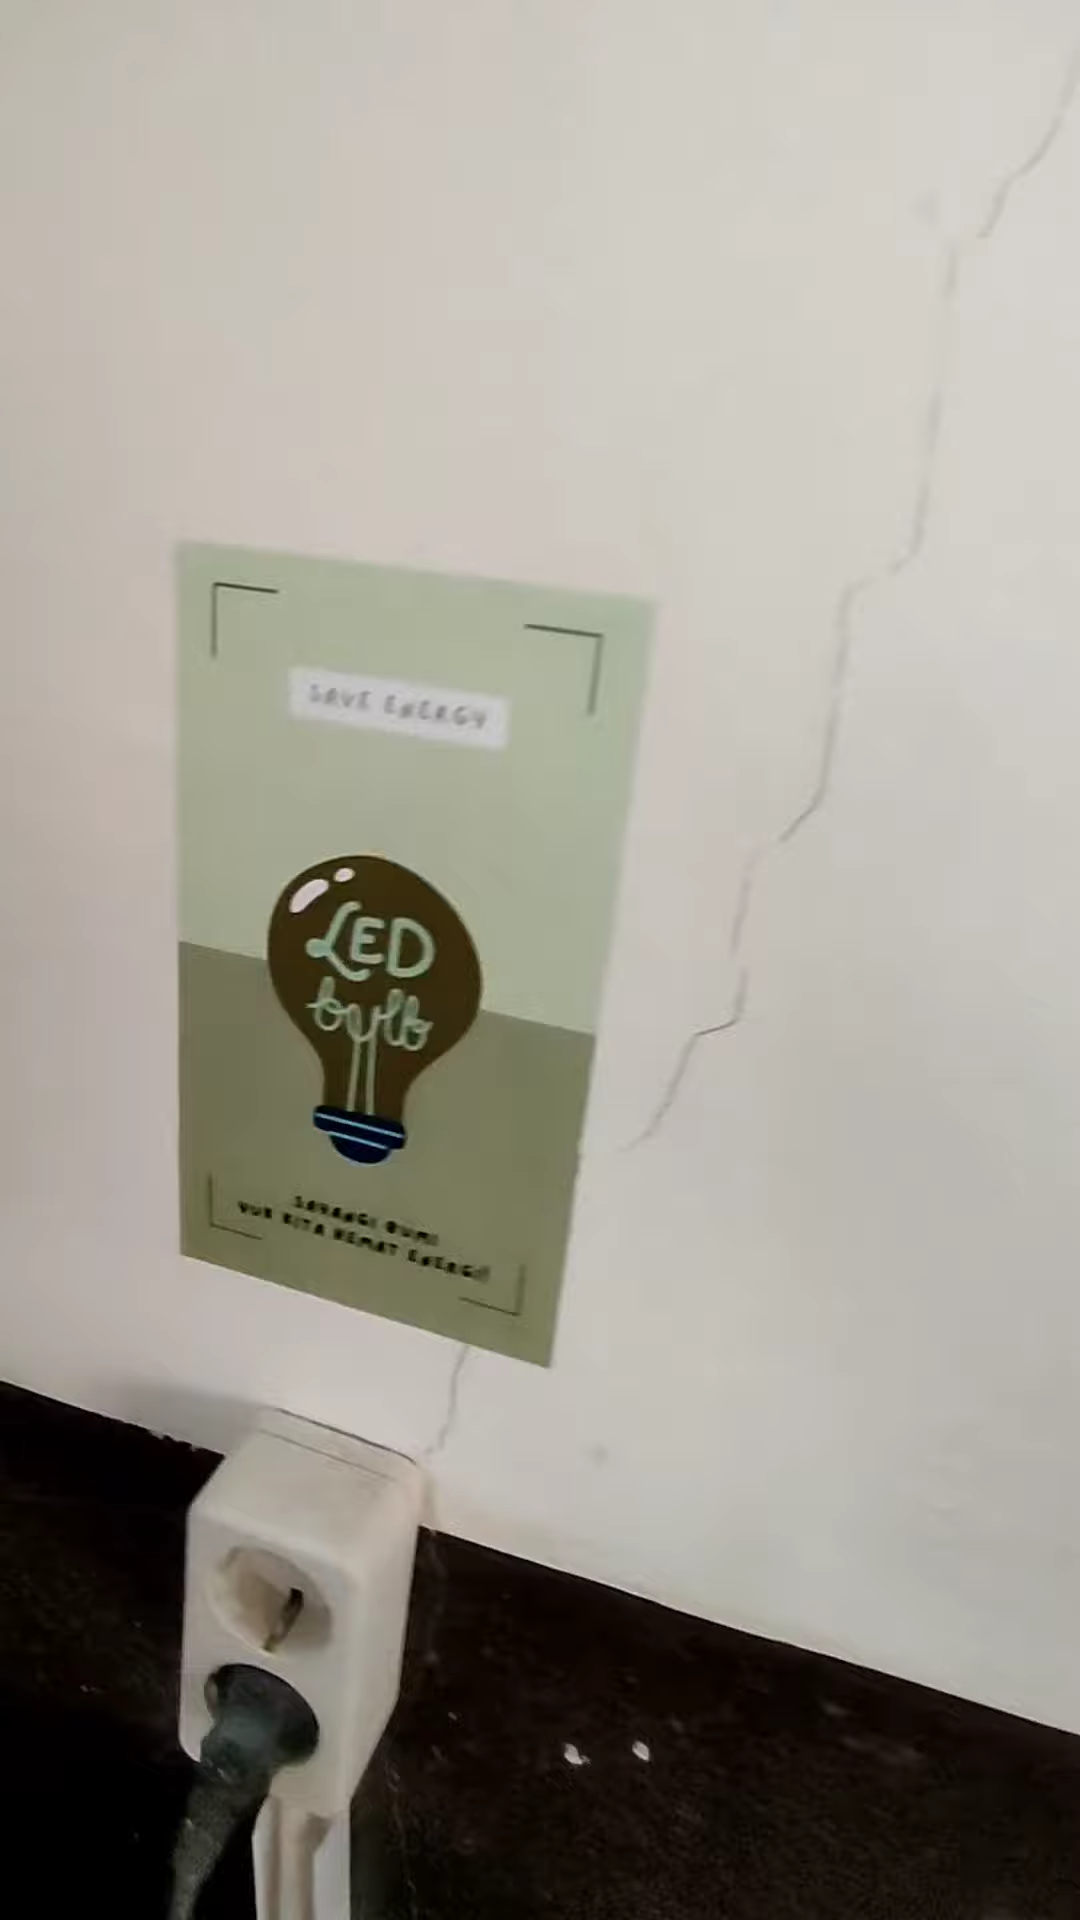 SAVE ENERGY
LED
bulb
SAYANGI BUMI
YUK KITA HEMAT ENERGI!